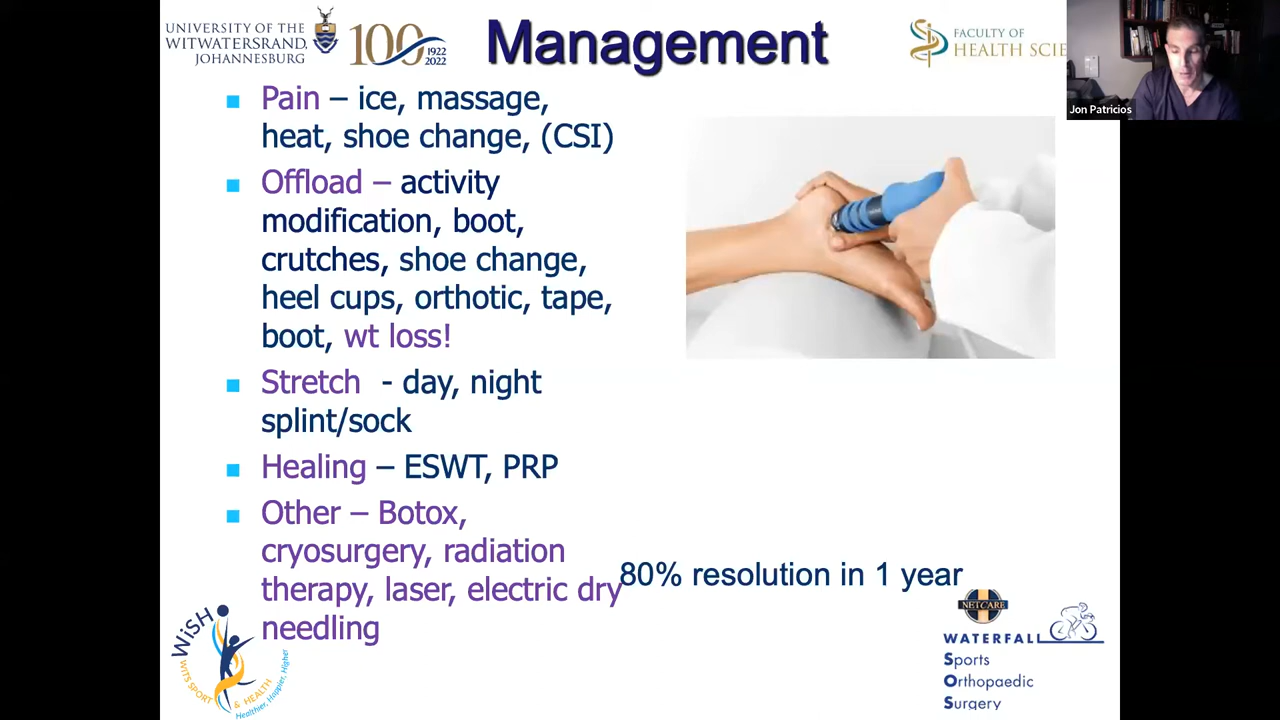 UNIVERSITY OF THE
WITWATERSRAND,
JOHANNESBURG
100 1922
2022
Management
FACULTY OF
HEALTH SCIE
Jon Patricios
Pain – ice, massage,
heat, shoe change, (CSI)
Offload – activity
modification, boot,
crutches, shoe change,
heel cups, orthotic, tape,
boot, wt loss!
Stretch - day, night
splint/sock
Healing – ESWT, PRP
Other – Botox,
cryosurgery, radiation
therapy, laser, electric dry
needling
80% resolution in 1 year
WiSH
WITS SPORT & HEALTH
Healthier, Happier, Higher
NETCARE
WATERFALL
Sports
Orthopaedic
Surgery